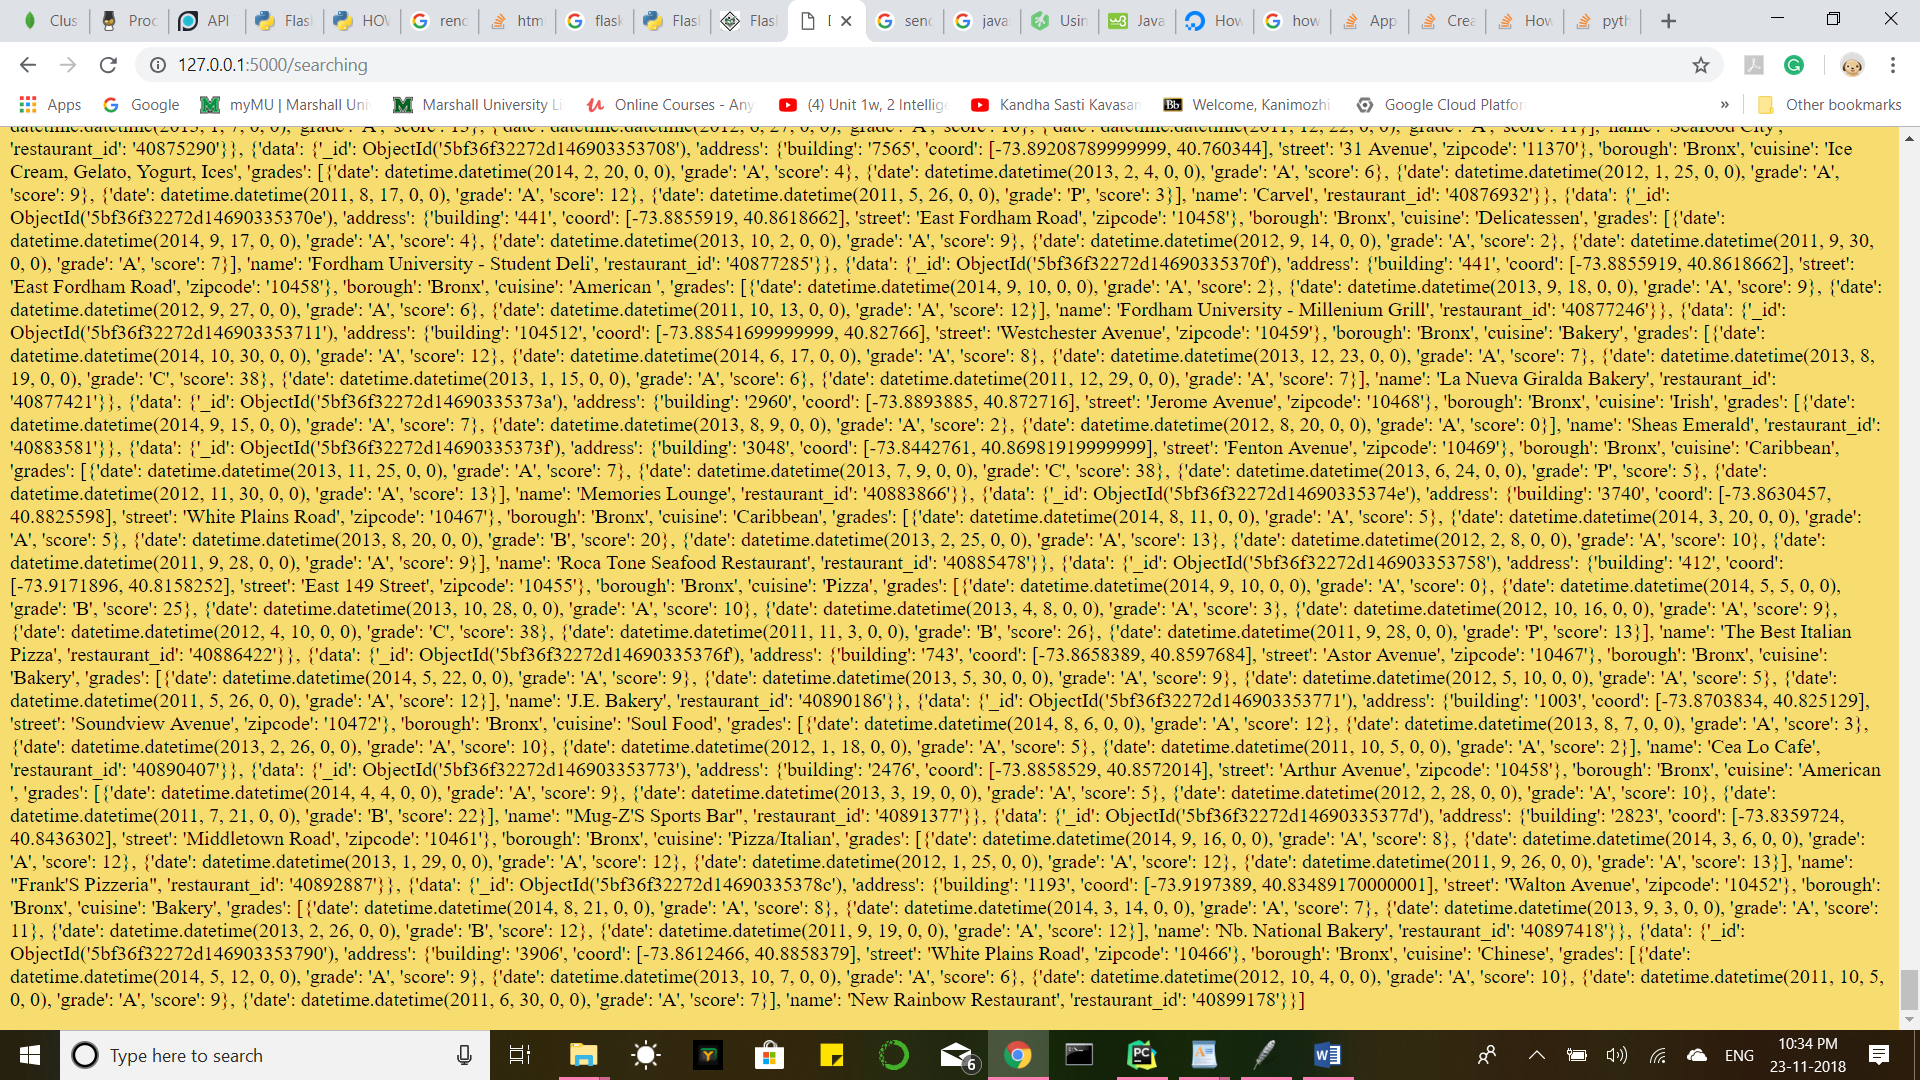 Clus
Proc
API
Flas
HOW
reno
htm
flask
Flas
Flas
D
send
java
Usin
Java
How
how
App
Crea
How
pyth
127.0.0.1:5000/searching
Apps
Google
myMU | Marshall Uni
Marshall University Li
Online Courses - Any
(4) Unit 1w, 2 Intellige
Kandha Sasti Kavasam
Welcome, Kanimozhi
Google Cloud Platfor
»
Other bookmarks
datetime.datetime(2013, 1, 7, 0, 0), 'grade': 'A', 'score': 13}, {'date': datetime.datetime(2012, 6, 27, 0, 0), 'grade': 'A', 'score': 10}, {'date': datetime.datetime(2011, 12, 22, 0, 0), 'grade': 'A', 'score': 11}], 'name': 'Seafood City',
'restaurant_id': '40875290'}}, {'data': {'_id': ObjectId('5bf36f32272d146903353708'), 'address': {'building': '7565', 'coord': [-73.89208789999999, 40.760344], 'street': '31 Avenue', 'zipcode': '11370'}, 'borough': 'Bronx', 'cuisine': 'Ice
Cream, Gelato, Yogurt, Ices', 'grades': [{'date': datetime.datetime(2014, 2, 20, 0, 0), 'grade': 'A', 'score': 4}, {'date': datetime.datetime(2013, 2, 4, 0, 0), 'grade': 'A', 'score': 6}, {'date': datetime.datetime(2012, 1, 25, 0, 0), 'grade': 'A',
'score': 9}, {'date': datetime.datetime(2011, 8, 17, 0, 0), 'grade': 'A', 'score': 12}, {'date': datetime.datetime(2011, 5, 26, 0, 0), 'grade': 'P', 'score': 3}], 'name': 'Carvel', 'restaurant_id': '40876932'}}, {'data': {'_id':
ObjectId('5bf36f32272d14690335370e'), 'address': {'building': '441', 'coord': [-73.8855919, 40.8618662], 'street': 'East Fordham Road', 'zipcode': '10458'}, 'borough': 'Bronx', 'cuisine': 'Delicatessen', 'grades': [{'date':
datetime.datetime(2014, 9, 17, 0, 0), 'grade': 'A', 'score': 4}, {'date': datetime.datetime(2013, 10, 2, 0, 0), 'grade': 'A', 'score': 9}, {'date': datetime.datetime(2012, 9, 14, 0, 0), 'grade': 'A', 'score': 2}, {'date': datetime.datetime(2011, 9, 30,
0, 0), 'grade': 'A', 'score': 7}], 'name': 'Fordham University - Student Deli', 'restaurant_id': '40877285'}}, {'data': {'_id': ObjectId('5bf36f32272d14690335370f'), 'address': {'building': '441', 'coord': [-73.8855919, 40.8618662], 'street':
'East Fordham Road', 'zipcode': '10458'}, 'borough': 'Bronx', 'cuisine': 'American ', 'grades': [{'date': datetime.datetime(2014, 9, 10, 0, 0), 'grade': 'A', 'score': 2}, {'date': datetime.datetime(2013, 9, 18, 0, 0), 'grade': 'A', 'score': 9}, {'date':
datetime.datetime(2012, 9, 27, 0, 0), 'grade': 'A', 'score': 6}, {'date': datetime.datetime(2011, 10, 13, 0, 0), 'grade': 'A', 'score': 12}], 'name': 'Fordham University - Millenium Grill', 'restaurant_id': '40877246'}}, {'data': {'_id':
ObjectId('5bf36f32272d146903353711'), 'address': {'building': '104512', 'coord': [-73.88541699999999, 40.82766], 'street': 'Westchester Avenue', 'zipcode': '10459'}, 'borough': 'Bronx', 'cuisine': 'Bakery', 'grades': [{'date':
datetime.datetime(2014, 10, 30, 0, 0), 'grade': 'A', 'score': 12}, {'date': datetime.datetime(2014, 6, 17, 0, 0), 'grade': 'A', 'score': 8}, {'date': datetime.datetime(2013, 12, 23, 0, 0), 'grade': 'A', 'score': 7}, {'date': datetime.datetime(2013, 8,
19, 0, 0), 'grade': 'C', 'score': 38}, {'date': datetime.datetime(2013, 1, 15, 0, 0), 'grade': 'A', 'score': 6}, {'date': datetime.datetime(2011, 12, 29, 0, 0), 'grade': 'A', 'score': 7}], 'name': 'La Nueva Giralda Bakery', 'restaurant_id':
'40877421'}}, {'data': {'_id': ObjectId('5bf36f32272d14690335373a'), 'address': {'building': '2960', 'coord': [-73.8893885, 40.872716], 'street': 'Jerome Avenue', 'zipcode': '10468'}, 'borough': 'Bronx', 'cuisine': 'Irish', 'grades': [{'date':
datetime.datetime(2014, 9, 15, 0, 0), 'grade': 'A', 'score': 7}, {'date': datetime.datetime(2013, 8, 9, 0, 0), 'grade': 'A', 'score': 2}, {'date': datetime.datetime(2012, 8, 20, 0, 0), 'grade': 'A', 'score': 0}], 'name': 'Sheas Emerald', 'restaurant_id':
'40883581'}}, {'data': {'_id': ObjectId('5bf36f32272d14690335373f'), 'address': {'building': '3048', 'coord': [-73.8442761, 40.86981919999999], 'street': 'Fenton Avenue', 'zipcode': '10469'}, 'borough': 'Bronx', 'cuisine': 'Caribbean',
'grades': [{'date': datetime.datetime(2013, 11, 25, 0, 0), 'grade': 'A', 'score': 7}, {'date': datetime.datetime(2013, 7, 9, 0, 0), 'grade': 'C', 'score': 38}, {'date': datetime.datetime(2013, 6, 24, 0, 0), 'grade': 'P', 'score': 5}, {'date':
datetime.datetime(2012, 11, 30, 0, 0), 'grade': 'A', 'score': 13}], 'name': 'Memories Lounge', 'restaurant_id': '40883866'}}, {'data': {'_id': ObjectId('5bf36f32272d14690335374e'), 'address': {'building': '3740', 'coord': [-73.8630457,
40.8825598], 'street': 'White Plains Road', 'zipcode': '10467'}, 'borough': 'Bronx', 'cuisine': 'Caribbean', 'grades': [{'date': datetime.datetime(2014, 8, 11, 0, 0), 'grade': 'A', 'score': 5}, {'date': datetime.datetime(2014, 3, 20, 0, 0), 'grade':
'A', 'score': 5}, {'date': datetime.datetime(2013, 8, 20, 0, 0), 'grade': 'B', 'score': 20}, {'date': datetime.datetime(2013, 2, 25, 0, 0), 'grade': 'A', 'score': 13}, {'date': datetime.datetime(2012, 2, 8, 0, 0), 'grade': 'A', 'score': 10}, {'date':
datetime.datetime(2011, 9, 28, 0, 0), 'grade': 'A', 'score': 9}], 'name': 'Roca Tone Seafood Restaurant', 'restaurant_id': '40885478'}}, {'data': {'_id': ObjectId('5bf36f32272d146903353758'), 'address': {'building': '412', 'coord':
[-73.9171896, 40.8158252], 'street': 'East 149 Street', 'zipcode': '10455'}, 'borough': 'Bronx', 'cuisine': 'Pizza', 'grades': [{'date': datetime.datetime(2014, 9, 10, 0, 0), 'grade': 'A', 'score': 0}, {'date': datetime.datetime(2014, 5, 5, 0, 0),
'grade': 'B', 'score': 25}, {'date': datetime.datetime(2013, 10, 28, 0, 0), 'grade': 'A', 'score': 10}, {'date': datetime.datetime(2013, 4, 8, 0, 0), 'grade': 'A', 'score': 3}, {'date': datetime.datetime(2012, 10, 16, 0, 0), 'grade': 'A', 'score': 9},
{'date': datetime.datetime(2012, 4, 10, 0, 0), 'grade': 'C', 'score': 38}, {'date': datetime.datetime(2011, 11, 3, 0, 0), 'grade': 'B', 'score': 26}, {'date': datetime.datetime(2011, 9, 28, 0, 0), 'grade': 'P', 'score': 13}], 'name': 'The Best Italian
Pizza', 'restaurant_id': '40886422'}}, {'data': {'_id': ObjectId('5bf36f32272d14690335376f'), 'address': {'building': '743', 'coord': [-73.8658389, 40.8597684], 'street': 'Astor Avenue', 'zipcode': '10467'}, 'borough': 'Bronx', 'cuisine':
'Bakery', 'grades': [{'date': datetime.datetime(2014, 5, 22, 0, 0), 'grade': 'A', 'score': 9}, {'date': datetime.datetime(2013, 5, 30, 0, 0), 'grade': 'A', 'score': 9}, {'date': datetime.datetime(2012, 5, 10, 0, 0), 'grade': 'A', 'score': 5}, {'date':
datetime.datetime(2011, 5, 26, 0, 0), 'grade': 'A', 'score': 12}], 'name': 'J.E. Bakery', 'restaurant_id': '40890186'}}, {'data': {'_id': ObjectId('5bf36f32272d146903353771'), 'address': {'building': '1003', 'coord': [-73.8703834, 40.825129],
'street': 'Soundview Avenue', 'zipcode': '10472'}, 'borough': 'Bronx', 'cuisine': 'Soul Food', 'grades': [{'date': datetime.datetime(2014, 8, 6, 0, 0), 'grade': 'A', 'score': 12}, {'date': datetime.datetime(2013, 8, 7, 0, 0), 'grade': 'A', 'score': 3},
{'date': datetime.datetime(2013, 2, 26, 0, 0), 'grade': 'A', 'score': 10}, {'date': datetime.datetime(2012, 1, 18, 0, 0), 'grade': 'A', 'score': 5}, {'date': datetime.datetime(2011, 10, 5, 0, 0), 'grade': 'A', 'score': 2}], 'name': 'Cea Lo Cafe',
'restaurant_id': '40890407'}}, {'data': {'_id': ObjectId('5bf36f32272d146903353773'), 'address': {'building': '2476', 'coord': [-73.8858529, 40.8572014], 'street': 'Arthur Avenue', 'zipcode': '10458'}, 'borough': 'Bronx', 'cuisine': 'American
', 'grades': [{'date': datetime.datetime(2014, 4, 4, 0, 0), 'grade': 'A', 'score': 9}, {'date': datetime.datetime(2013, 3, 19, 0, 0), 'grade': 'A', 'score': 5}, {'date': datetime.datetime(2012, 2, 28, 0, 0), 'grade': 'A', 'score': 10}, {'date':
datetime.datetime(2011, 7, 21, 0, 0), 'grade': 'B', 'score': 22}], 'name': "Mug-Z'S Sports Bar", 'restaurant_id': '40891377'}}, {'data': {'_id': ObjectId('5bf36f32272d14690335377d'), 'address': {'building': '2823', 'coord': [-73.8359724,
40.8436302], 'street': 'Middletown Road', 'zipcode': '10461'}, 'borough': 'Bronx', 'cuisine': 'Pizza/Italian', 'grades': [{'date': datetime.datetime(2014, 9, 16, 0, 0), 'grade': 'A', 'score': 8}, {'date': datetime.datetime(2014, 3, 6, 0, 0), 'grade':
'A', 'score': 12}, {'date': datetime.datetime(2013, 1, 29, 0, 0), 'grade': 'A', 'score': 12}, {'date': datetime.datetime(2012, 1, 25, 0, 0), 'grade': 'A', 'score': 12}, {'date': datetime.datetime(2011, 9, 26, 0, 0), 'grade': 'A', 'score': 13}], 'name':
"Frank'S Pizzeria", 'restaurant_id': '40892887'}}, {'data': {'_id': ObjectId('5bf36f32272d14690335378c'), 'address': {'building': '1193', 'coord': [-73.9197389, 40.83489170000001], 'street': 'Walton Avenue', 'zipcode': '10452'}, 'borough':
'Bronx', 'cuisine': 'Bakery', 'grades': [{'date': datetime.datetime(2014, 8, 21, 0, 0), 'grade': 'A', 'score': 8}, {'date': datetime.datetime(2014, 3, 14, 0, 0), 'grade': 'A', 'score': 7}, {'date': datetime.datetime(2013, 9, 3, 0, 0), 'grade': 'A', 'score':
11}, {'date': datetime.datetime(2013, 2, 26, 0, 0), 'grade': 'B', 'score': 12}, {'date': datetime.datetime(2011, 9, 19, 0, 0), 'grade': 'A', 'score': 12}], 'name': 'Nb. National Bakery', 'restaurant_id': '40897418'}}, {'data': {'_id':
ObjectId('5bf36f32272d146903353790'), 'address': {'building': '3906', 'coord': [-73.8612466, 40.8858379], 'street': 'White Plains Road', 'zipcode': '10466'}, 'borough': 'Bronx', 'cuisine': 'Chinese', 'grades': [{'date':
datetime.datetime(2014, 5, 12, 0, 0), 'grade': 'A', 'score': 9}, {'date': datetime.datetime(2013, 10, 7, 0, 0), 'grade': 'A', 'score': 6}, {'date': datetime.datetime(2012, 10, 4, 0, 0), 'grade': 'A', 'score': 10}, {'date': datetime.datetime(2011, 10, 5,
0, 0), 'grade': 'A', 'score': 9}, {'date': datetime.datetime(2011, 6, 30, 0, 0), 'grade': 'A', 'score': 7}], 'name': 'New Rainbow Restaurant', 'restaurant_id': '40899178'}}]
Type here to search
6
ENG
10:34 PM
23-11-2018